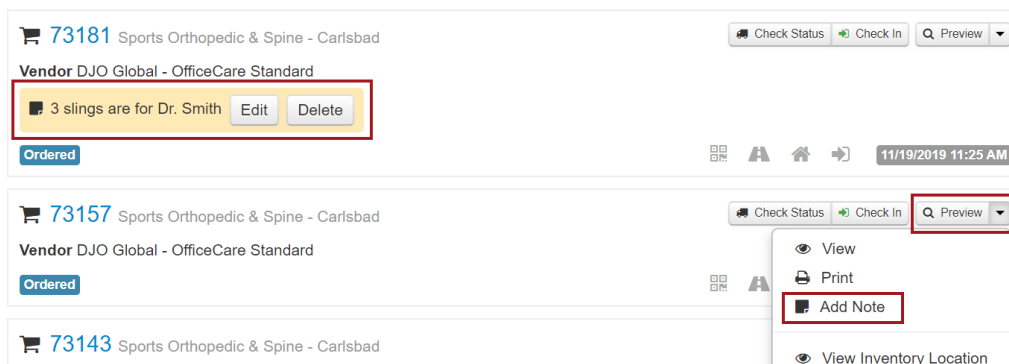 73181 Sports Orthopedic & Spine - Carlsbad Check Status Check In Preview
Vendor DJO Global - OfficeCare Standard
3 slings are for Dr. Smith Edit Delete
Ordered 11/19/2019 11:25 AM
73157 Sports Orthopedic & Spine - Carlsbad Check Status Check In Preview
Vendor DJO Global - OfficeCare Standard
View
Print
Ordered
Add Note
73143 Sports Orthopedic & Spine - Carlsbad
View Inventory Location